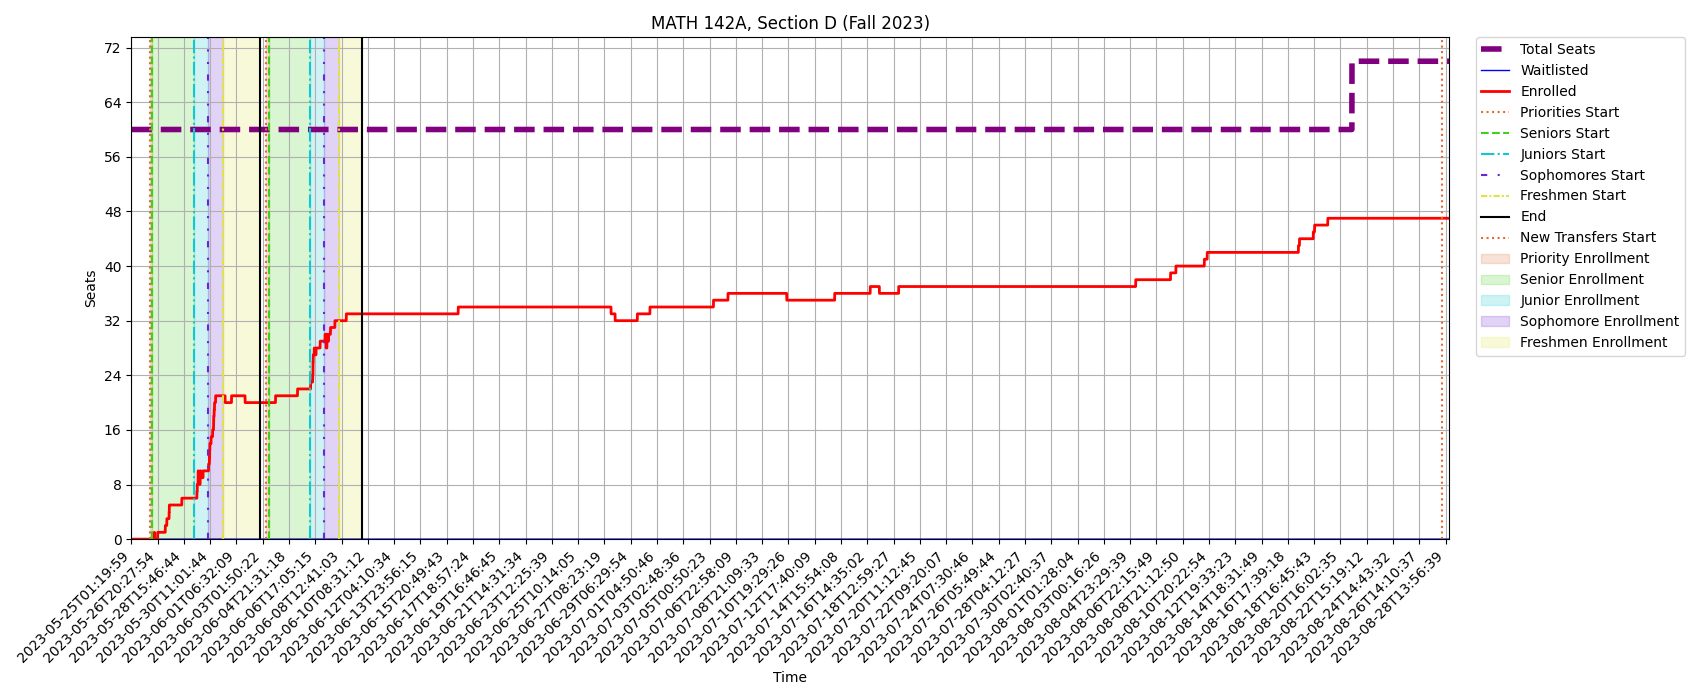 MATH 142A, Section D (Fall 2023)
72
64
56
48
40
32
24
16
8
0
Seats
2023-05-25T01:19:59
2023-05-26T20:27:54
2023-05-28T15:46:44
2023-05-30T11:01:44
2023-06-01T06:32:09
2023-06-03T01:50:22
2023-06-04T21:31:18
2023-06-06T17:05:15
2023-06-08T12:41:03
2023-06-10T08:31:12
2023-06-12T04:10:34
2023-06-13T23:56:15
2023-06-15T20:49:43
2023-06-17T18:57:24
2023-06-19T16:46:45
2023-06-21T14:31:34
2023-06-23T12:25:39
2023-06-25T10:14:05
2023-06-27T08:23:19
2023-06-29T06:29:54
2023-07-01T04:50:46
2023-07-03T02:48:36
2023-07-05T00:50:23
2023-07-06T22:58:09
2023-07-08T21:09:33
2023-07-10T19:29:26
2023-07-12T17:40:09
2023-07-14T15:54:08
2023-07-16T14:35:02
2023-07-18T12:59:27
2023-07-20T11:12:45
2023-07-22T09:20:07
2023-07-24T07:30:46
2023-07-26T05:49:44
2023-07-28T04:12:27
2023-07-30T02:40:37
2023-08-01T01:28:04
2023-08-03T00:16:26
2023-08-04T23:29:39
2023-08-06T22:15:49
2023-08-08T21:12:50
2023-08-10T20:22:54
2023-08-12T19:33:23
2023-08-14T18:31:49
2023-08-16T17:39:18
2023-08-18T16:45:43
2023-08-20T16:02:35
2023-08-22T15:19:12
2023-08-24T14:43:32
2023-08-26T14:10:37
2023-08-28T13:56:39
Time
Total Seats
Waitlisted
Enrolled
Priorities Start
Seniors Start
Juniors Start
Sophomores Start
Freshmen Start
End
New Transfers Start
Priority Enrollment
Senior Enrollment
Junior Enrollment
Sophomore Enrollment
Freshmen Enrollment